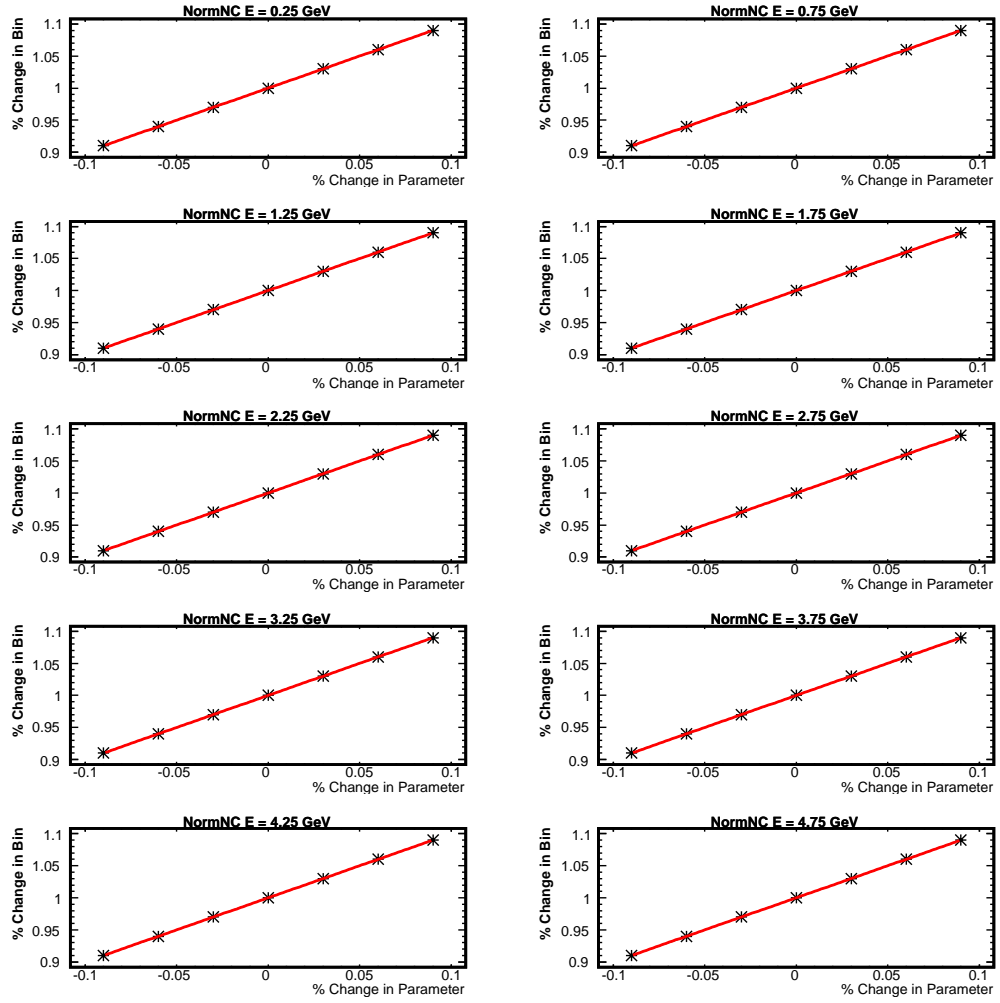 NormNC E = 0.25 GeV
% Change in Bin
1.1
1.05
1
0.95
0.9
-0.1 -0.05 0 0.05 0.1
% Change in Parameter
NormNC E = 0.75 GeV
% Change in Bin
1.1
1.05
1
0.95
0.9
-0.1 -0.05 0 0.05 0.1
% Change in Parameter
NormNC E = 1.25 GeV
% Change in Bin
1.1
1.05
1
0.95
0.9
-0.1 -0.05 0 0.05 0.1
% Change in Parameter
NormNC E = 1.75 GeV
% Change in Bin
1.1
1.05
1
0.95
0.9
-0.1 -0.05 0 0.05 0.1
% Change in Parameter
NormNC E = 2.25 GeV
% Change in Bin
1.1
1.05
1
0.95
0.9
-0.1 -0.05 0 0.05 0.1
% Change in Parameter
NormNC E = 2.75 GeV
% Change in Bin
1.1
1.05
1
0.95
0.9
-0.1 -0.05 0 0.05 0.1
% Change in Parameter
NormNC E = 3.25 GeV
% Change in Bin
1.1
1.05
1
0.95
0.9
-0.1 -0.05 0 0.05 0.1
% Change in Parameter
NormNC E = 3.75 GeV
% Change in Bin
1.1
1.05
1
0.95
0.9
-0.1 -0.05 0 0.05 0.1
% Change in Parameter
NormNC E = 4.25 GeV
% Change in Bin
1.1
1.05
1
0.95
0.9
-0.1 -0.05 0 0.05 0.1
% Change in Parameter
NormNC E = 4.75 GeV
% Change in Bin
1.1
1.05
1
0.95
0.9
-0.1 -0.05 0 0.05 0.1
% Change in Parameter